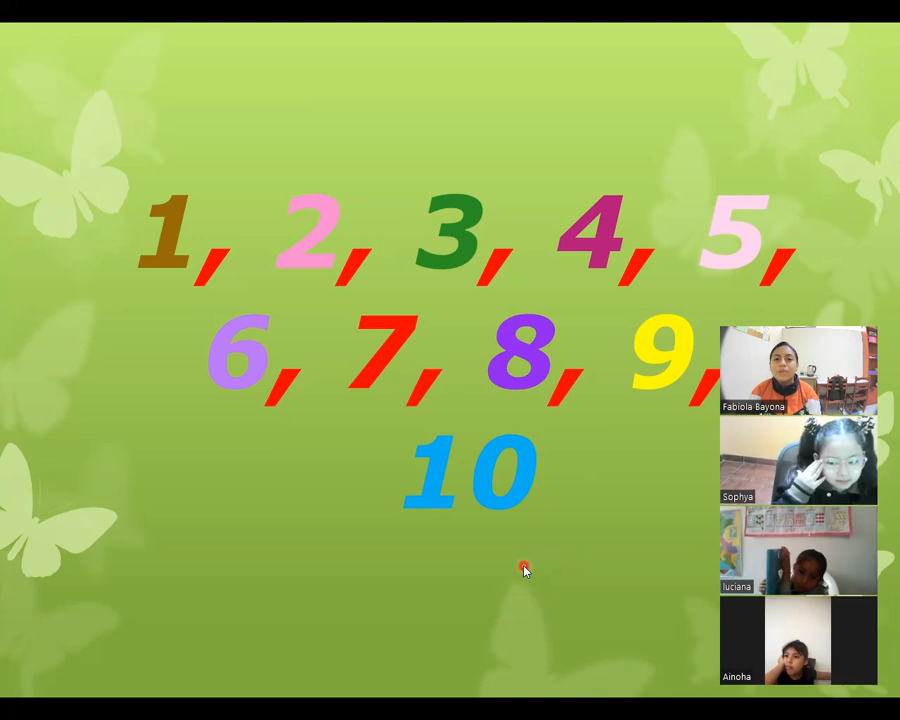 1, 2, 3, 4, 5,
6, 7, 8, 9,
10
Fabiola Bayona
Sophya
luciana
Ainoha